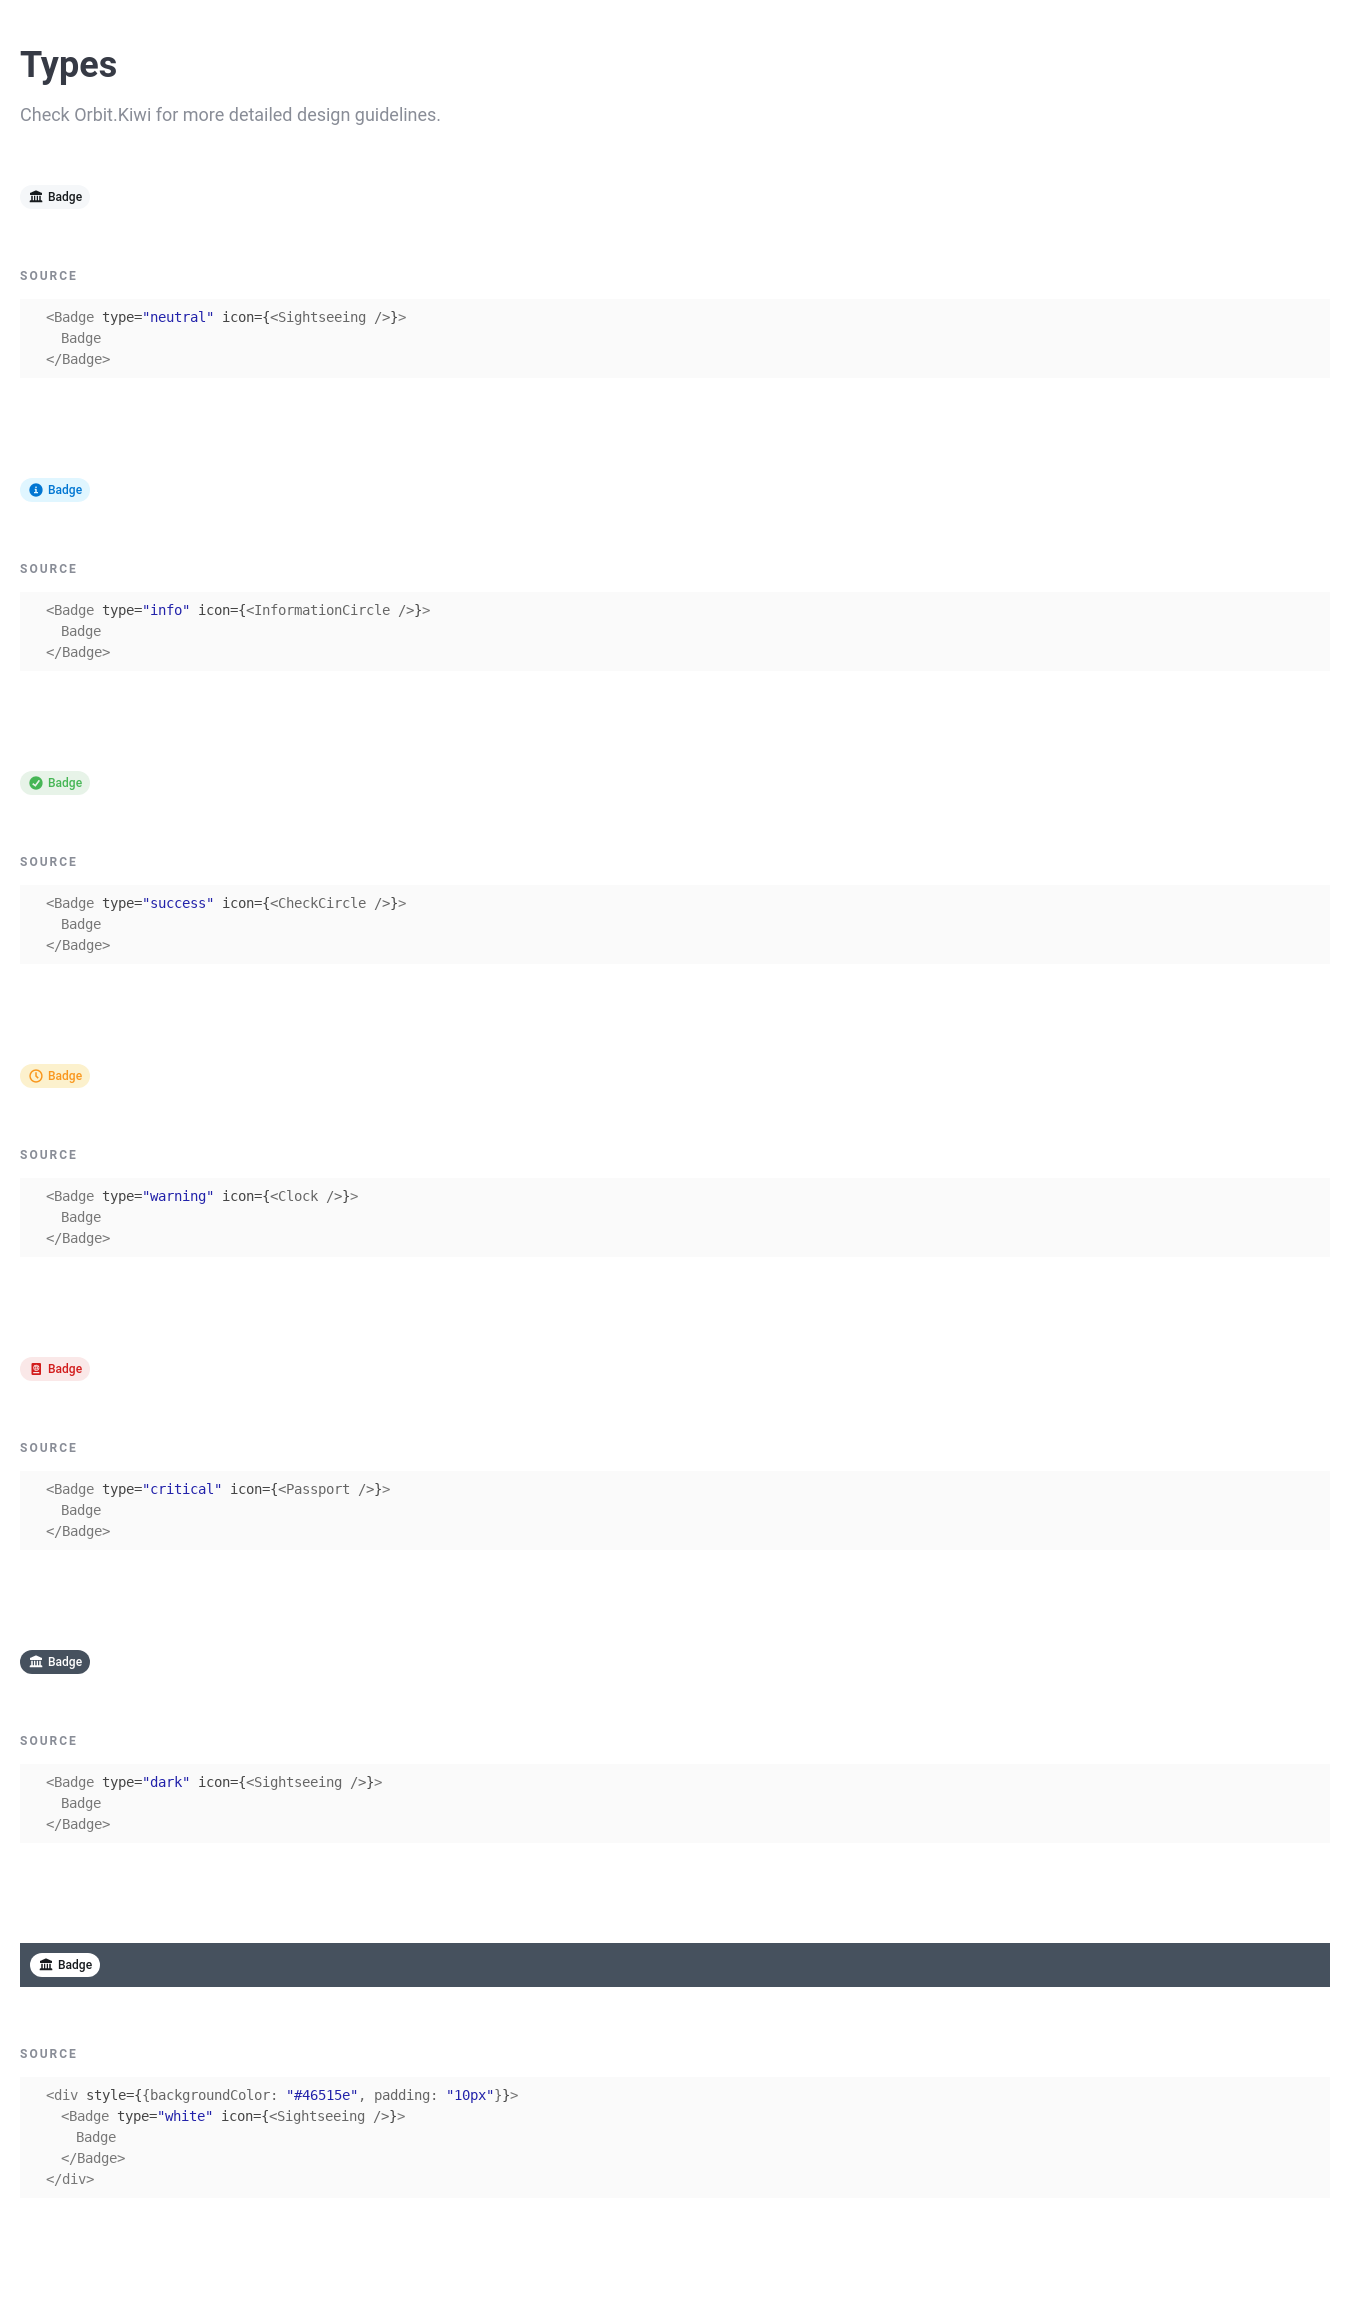 Types
Check Orbit.Kiwi for more detailed design guidelines.
Badge
SOURCE
<Badge type="neutral" icon={<Sightseeing />}>
Badge
</Badge>
Badge
SOURCE
<Badge type="info" icon={<InformationCircle />}>
Badge
</Badge>
Badge
SOURCE
<Badge type="success" icon={<CheckCircle />}>
Badge
</Badge>
Badge
SOURCE
<Badge type="warning" icon={<Clock />}>
Badge
</Badge>
Badge
SOURCE
<Badge type="critical" icon={<Passport />}>
Badge
</Badge>
Badge
SOURCE
<Badge type="dark" icon={<Sightseeing />}>
Badge
</Badge>
Badge
SOURCE
<div style={{backgroundColor: "#46515e", padding: "10px"}}>
<Badge type="white" icon={<Sightseeing />}>
Badge
</Badge>
</div>